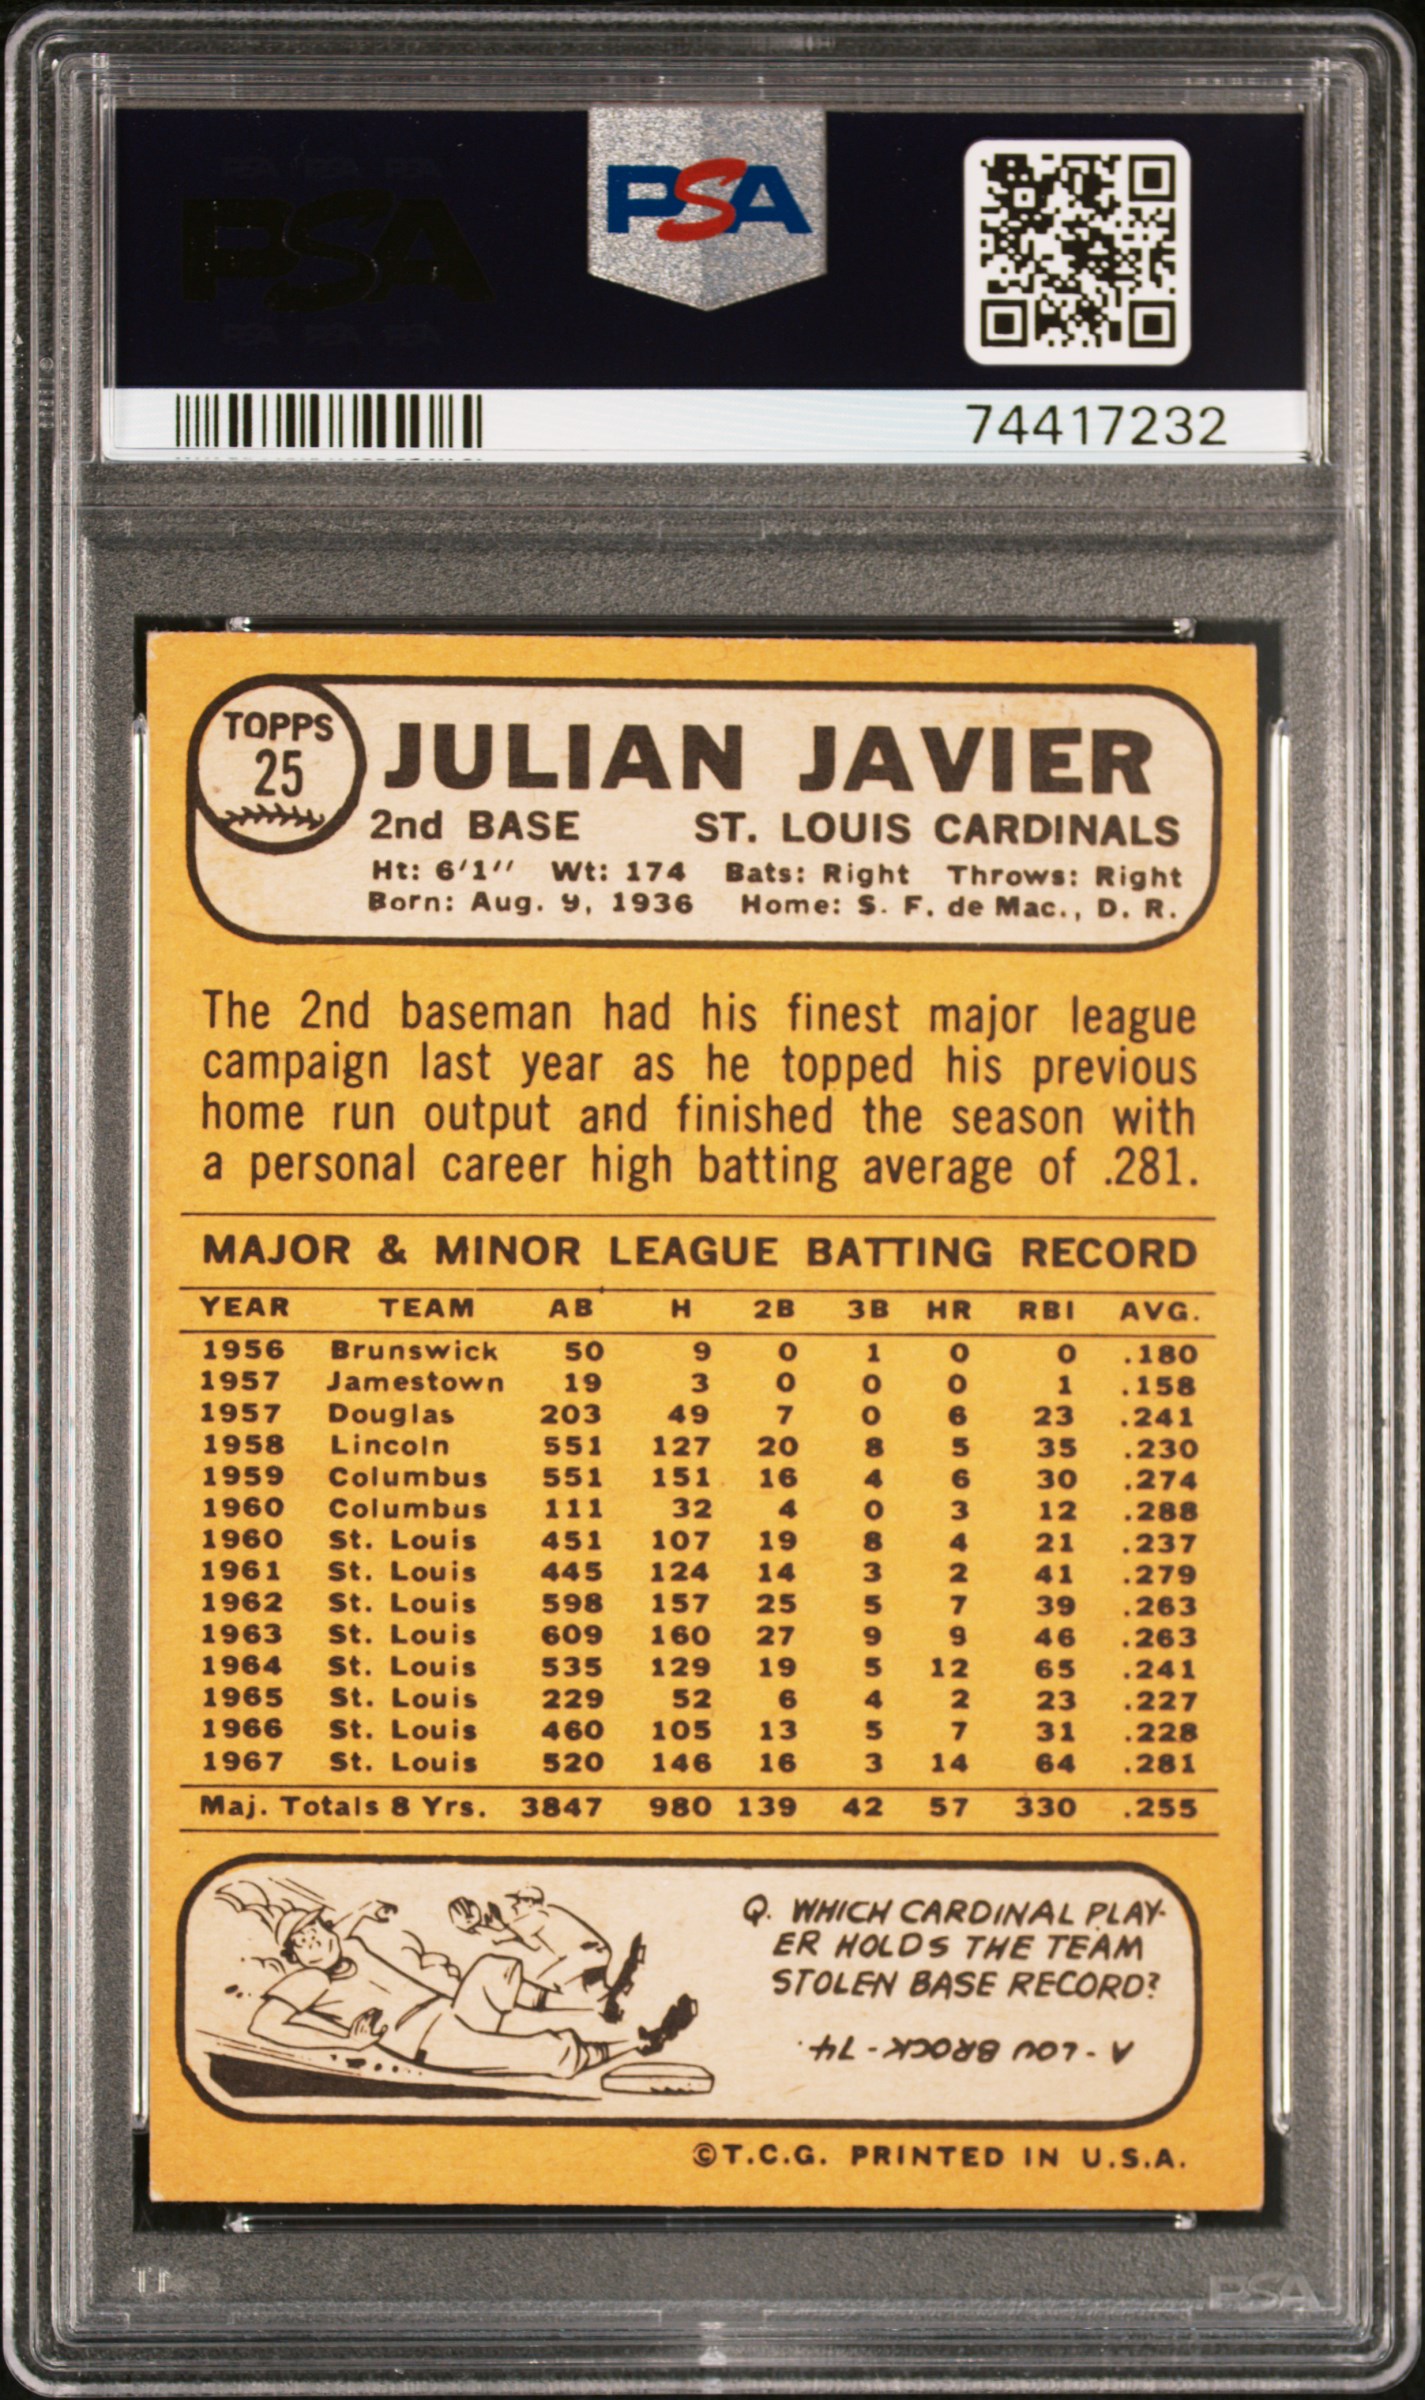 PSA PSA PSA
PSA
PSA PSA PSA
PSA
74417232
TOPPS
25
JULIAN JAVIER
2nd BASE ST. LOUIS CARDINALS
Ht: 6'1'' Wt: 174 Bats: Right Throws: Right
Born: Aug. 9, 1936 Home: S. F. de Mac., D. R.
The 2nd baseman had his finest major league
campaign last year as he topped his previous
home run output and finished the season with
a personal career high batting average of .281.
MAJOR & MINOR LEAGUE BATTING RECORD
YEAR TEAM AB H 2B 3B HR RBI AVG.
1956 Brunswick 50 9 0 1 0 0 .180
1957 Jamestown 19 3 0 0 0 1 .158
1957 Douglas 203 49 7 0 6 23 .241
1958 Lincoln 551 127 20 8 5 35 .230
1959 Columbus 551 151 16 4 6 30 .274
1960 Columbus 111 32 4 0 3 12 .288
1960 St. Louis 451 107 19 8 4 21 .237
1961 St. Louis 445 124 14 3 2 41 .279
1962 St. Louis 598 157 25 5 7 39 .263
1963 St. Louis 609 160 27 9 9 46 .263
1964 St. Louis 535 129 19 5 12 65 .241
1965 St. Louis 229 52 6 4 2 23 .227
1966 St. Louis 460 105 13 5 7 31 .228
1967 St. Louis 520 146 16 3 14 64 .281
Maj. Totals 8 Yrs. 3847 980 139 42 57 330 .255
Q. WHICH CARDINAL PLAY-
ER HOLDS THE TEAM
STOLEN BASE RECORD?
A - LOU BROCK - 74.
©T.C.G. PRINTED IN U.S.A.
PSA